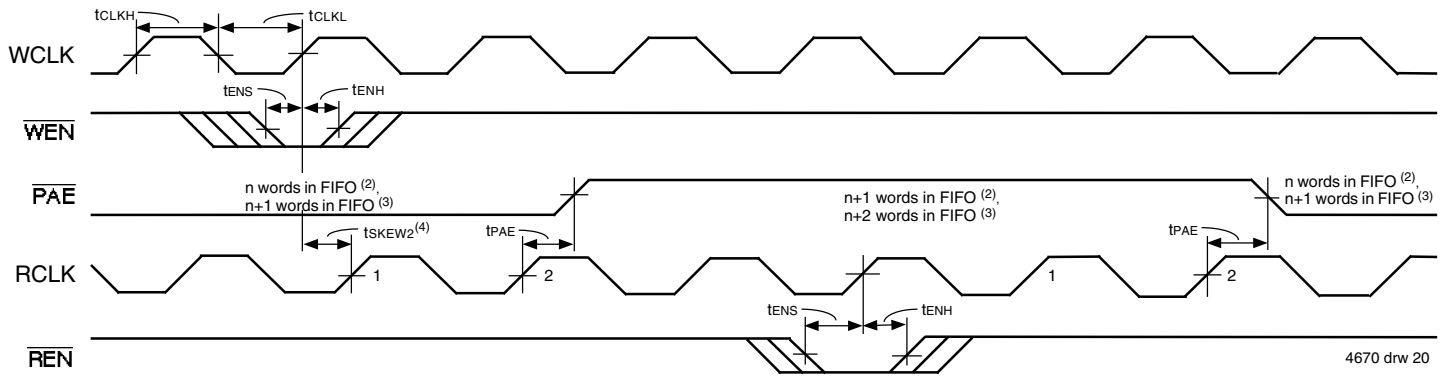 tCLKH tCLKL
WCLK
tENS tENH
WEN
n words in FIFO (2),
n+1 words in FIFO (3)
PAE
n+1 words in FIFO (2),
n+2 words in FIFO (3)
n words in FIFO (2),
n+1 words in FIFO (3)
tSKEW2(4) tPAE tPAE
RCLK 1 2 1 2
tENS tENH
REN
4670 drw 20